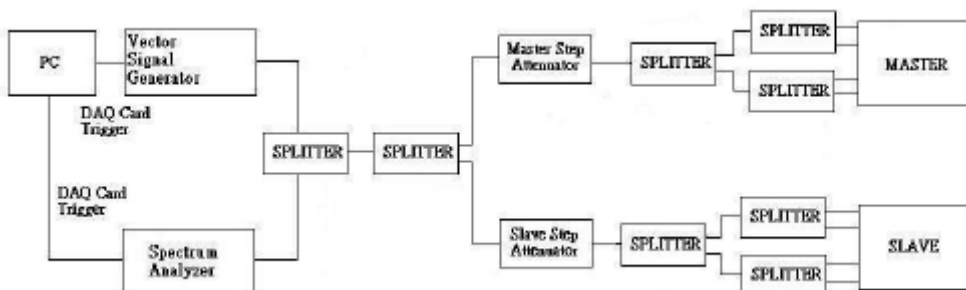 PC
Vector
Signal
Generator
DAQ Card
Trigger
DAQ Card
Trigger
Spectrum
Analyzer
SPLITTER
SPLITTER
Master Step
Attenuator
SPLITTER
SPLITTER
SPLITTER
MASTER
Slave Step
Attenuator
SPLITTER
SPLITTER
SPLITTER
SLAVE